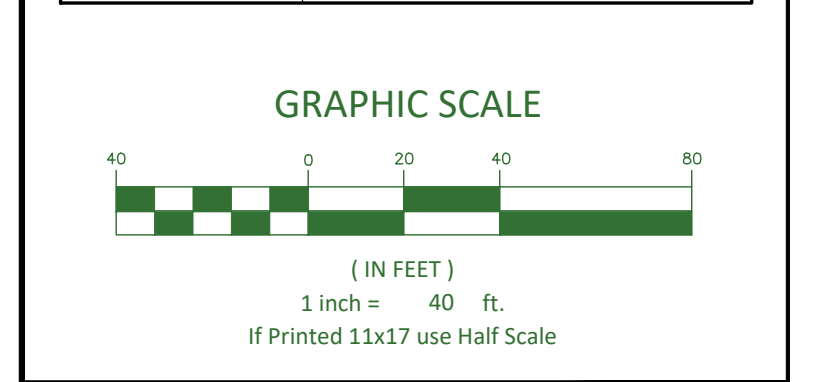 GRAPHIC SCALE
40 0 20 40 80
( IN FEET )
1 inch = 40 ft.
If Printed 11x17 use Half Scale